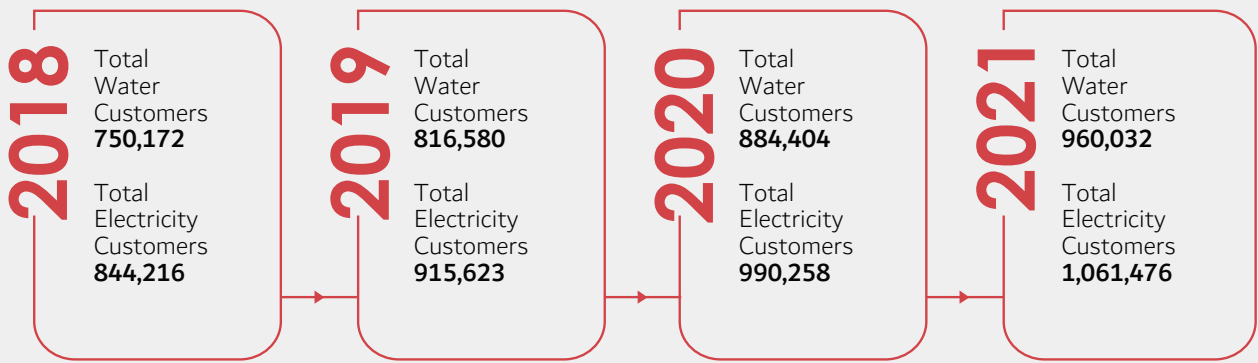 2018
Total
Water
Customers
750,172
Total
Electricity
Customers
844,216
2019
Total
Water
Customers
816,580
Total
Electricity
Customers
915,623
2020
Total
Water
Customers
884,404
Total
Electricity
Customers
990,258
2021
Total
Water
Customers
960,032
Total
Electricity
Customers
1,061,476